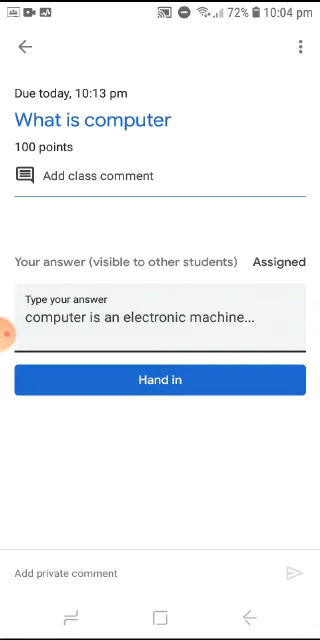 72% 10:04 pm
Due today, 10:13 pm
What is computer
100 points
Add class comment
Your answer (visible to other students) Assigned
Type your answer
computer is an electronic machine...
Hand in
Add private comment